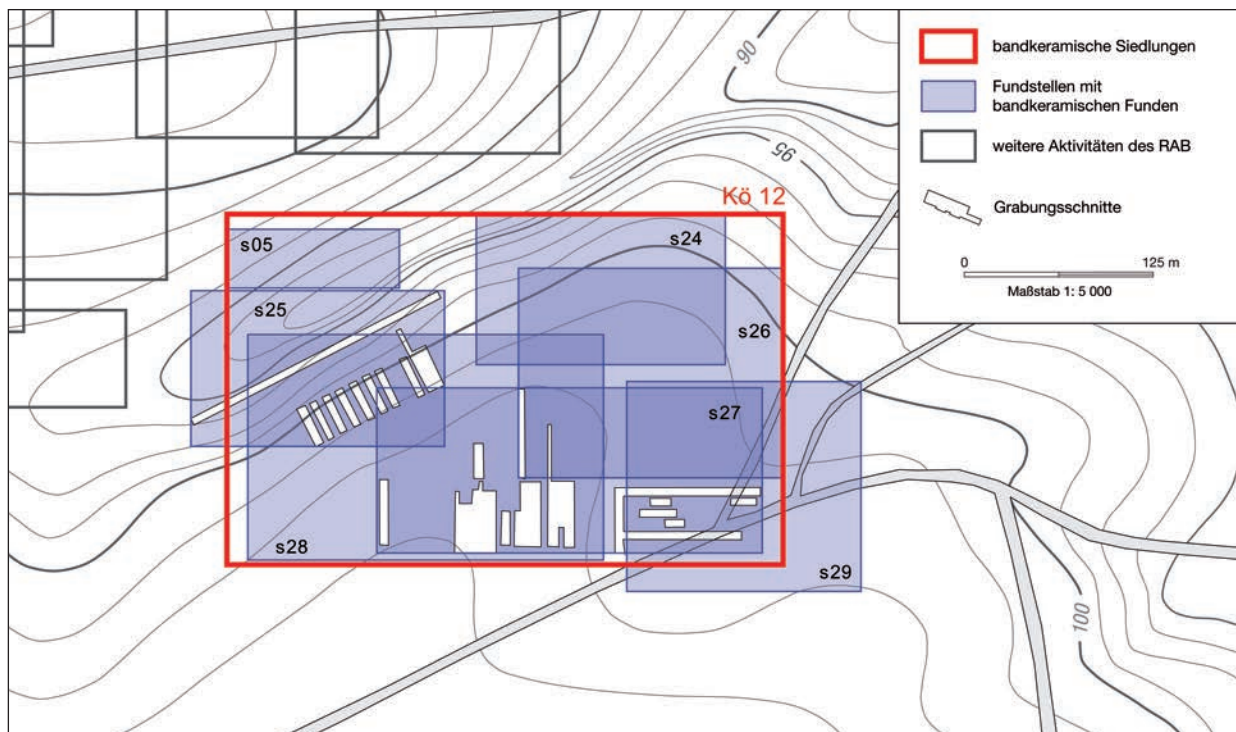 90
95
Kö 12
s05
s24
s25
s26
s27
s28
s29
100
bandkeramische Siedlungen
Fundstellen mit
bandkeramischen Funden
weitere Aktivitäten des RAB
Grabungsschnitte
0 125 m
Maßstab 1: 5 000